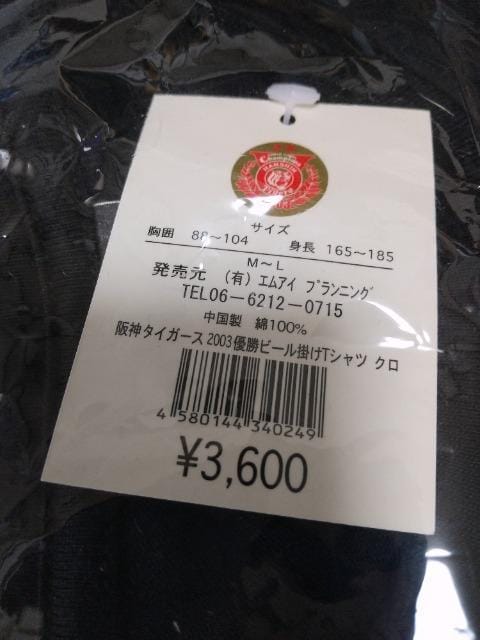 Champions
HANSHIN
TIGERS
サイズ
胸囲 88～104 身長 165～185
M～L
発売元 （有）エムアイ プランニング
TEL06-6212-0715
中国製 綿100%
阪神タイガース 2003優勝ビール掛けTシャツ クロ
4 580144 340249
¥3,600